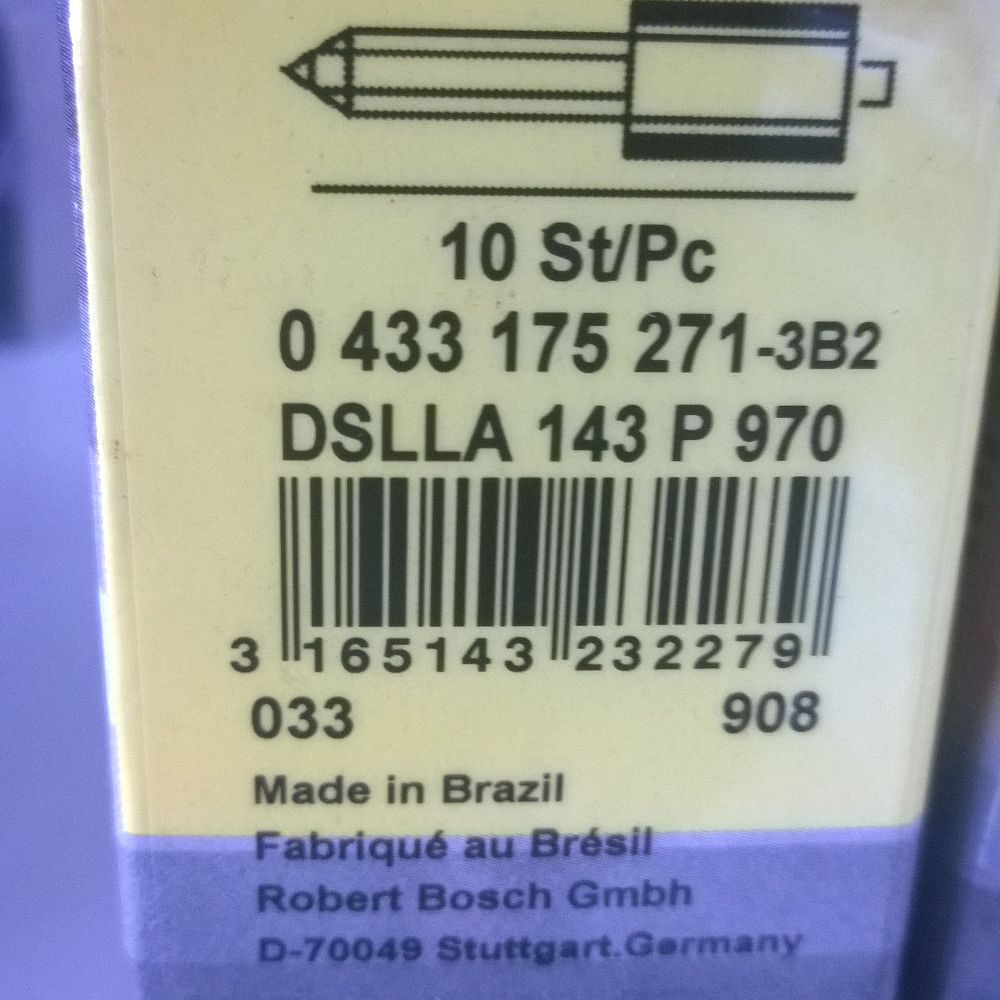 10 St/Pc
0 433 175 271-3B2
DSLLA 143 P 970
3 165143 232279
033 908
Made in Brazil
Fabriqué au Brésil
Robert Bosch Gmbh
D-70049 Stuttgart.Germany